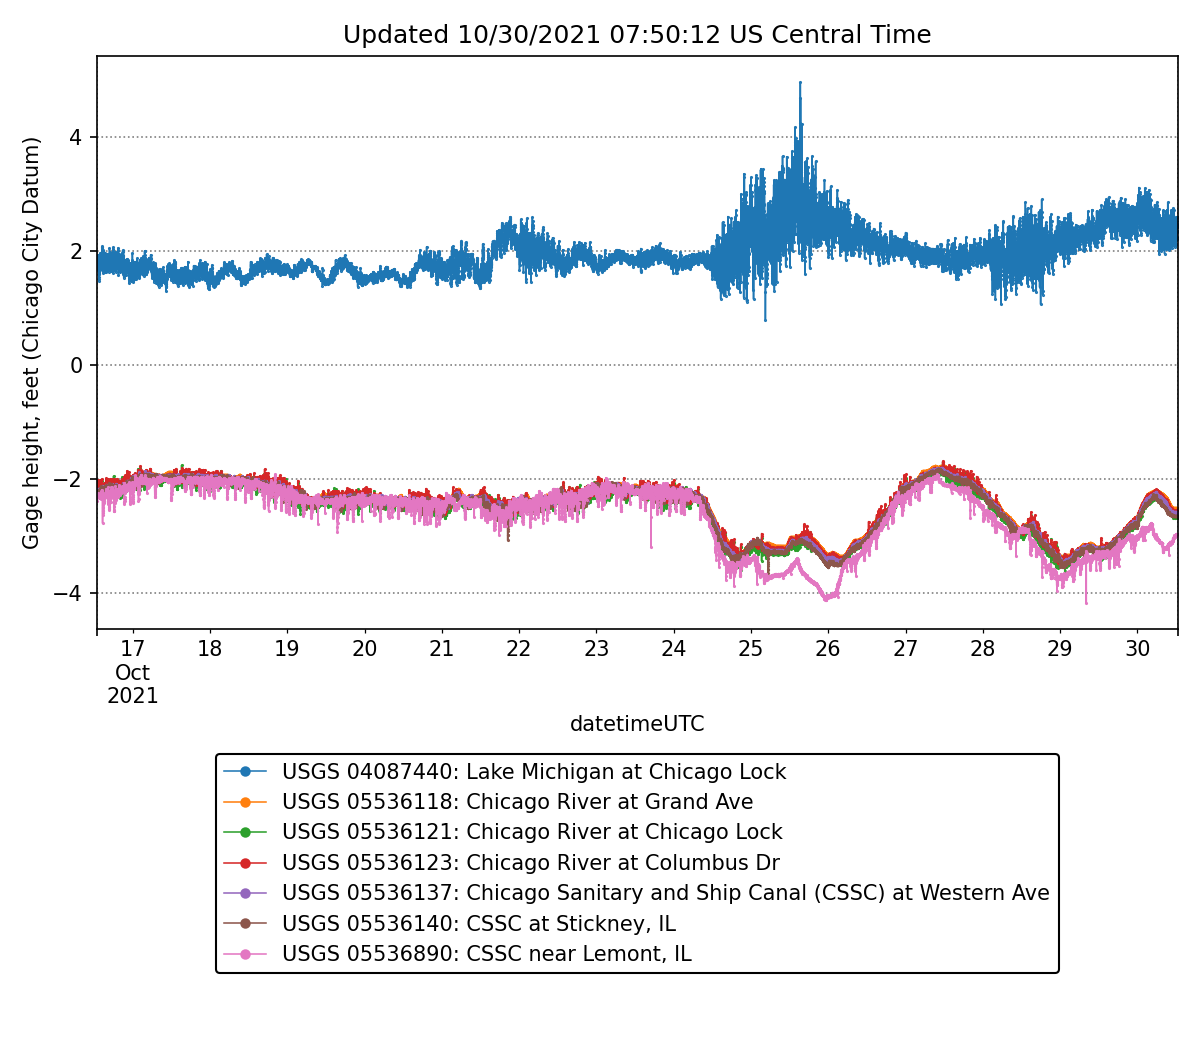 Updated 10/30/2021 07:50:12 US Central Time
Gage height, feet (Chicago City Datum)
4
2
0
−2
−4
17 18 19 20 21 22 23 24 25 26 27 28 29 30
Oct
2021
datetimeUTC
USGS 04087440: Lake Michigan at Chicago Lock
USGS 05536118: Chicago River at Grand Ave
USGS 05536121: Chicago River at Chicago Lock
USGS 05536123: Chicago River at Columbus Dr
USGS 05536137: Chicago Sanitary and Ship Canal (CSSC) at Western Ave
USGS 05536140: CSSC at Stickney, IL
USGS 05536890: CSSC near Lemont, IL